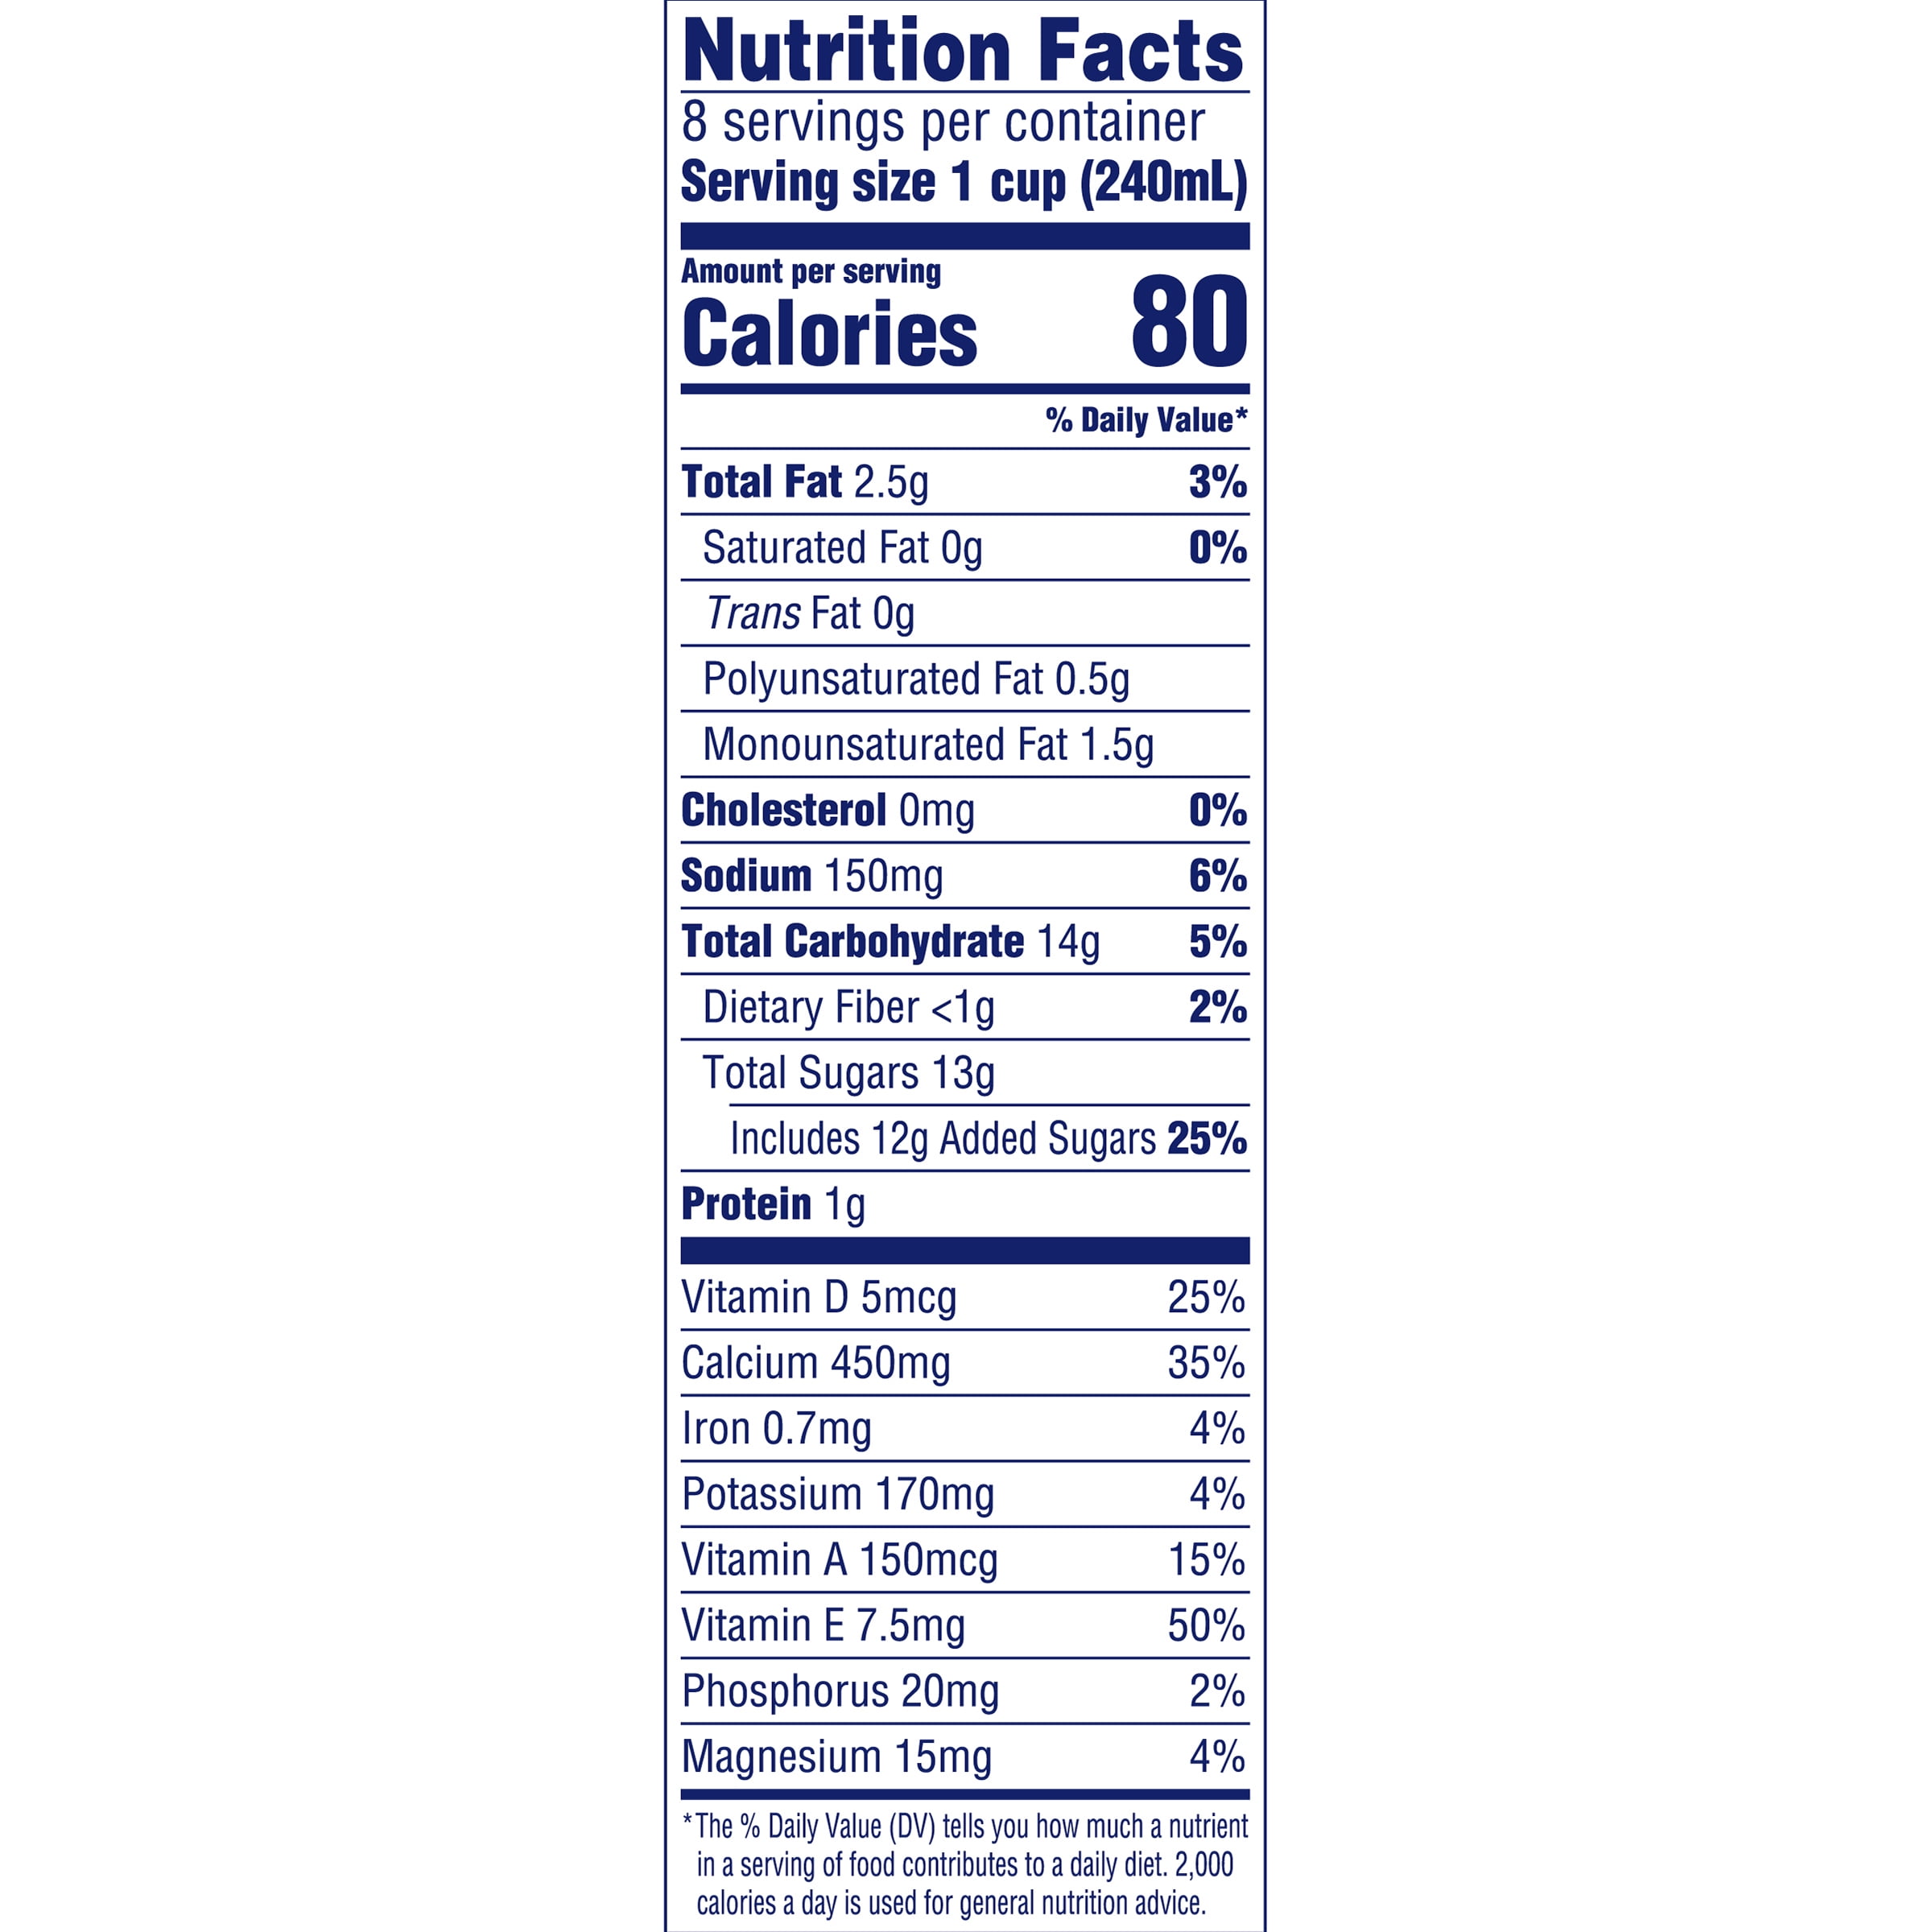 Nutrition Facts
8 servings per container
Serving size 1 cup (240mL)
Amount per serving
Calories 80
% Daily Value*
Total Fat 2.5g 3%
Saturated Fat 0g 0%
Trans Fat 0g
Polyunsaturated Fat 0.5g
Monounsaturated Fat 1.5g
Cholesterol 0mg 0%
Sodium 150mg 6%
Total Carbohydrate 14g 5%
Dietary Fiber <1g 2%
Total Sugars 13g
Includes 12g Added Sugars 25%
Protein 1g
Vitamin D 5mcg 25%
Calcium 450mg 35%
Iron 0.7mg 4%
Potassium 170mg 4%
Vitamin A 150mcg 15%
Vitamin E 7.5mg 50%
Phosphorus 20mg 2%
Magnesium 15mg 4%
*The % Daily Value (DV) tells you how much a nutrient
in a serving of food contributes to a daily diet. 2,000
calories a day is used for general nutrition advice.